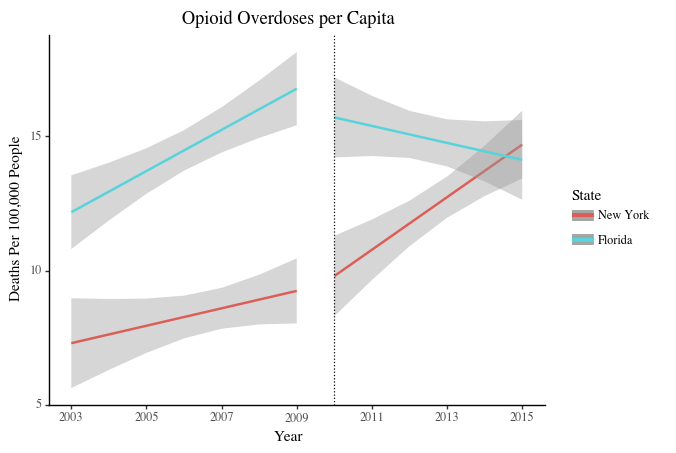 Opioid Overdoses per Capita
Deaths Per 100,000 People
15
10
5
2003 2005 2007 2009 2011 2013 2015
Year
State
New York
Florida